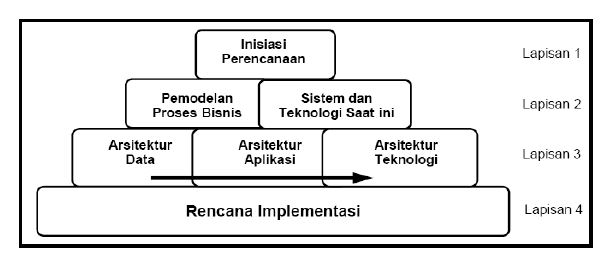 Inisiasi
Perencanaan
Lapisan 1
Pemodelan
Proses Bisnis
Sistem dan
Teknologi Saat ini
Lapisan 2
Arsitektur
Data
Arsitektur
Aplikasi
Arsitektur
Teknologi
Lapisan 3
Rencana Implementasi
Lapisan 4